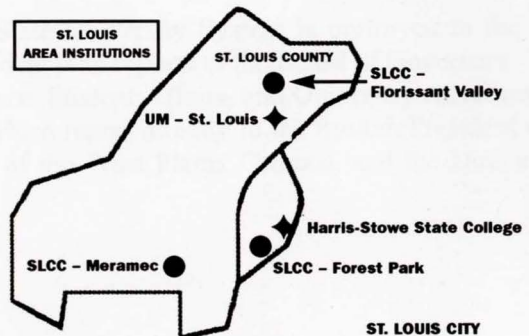 ST. LOUIS
AREA INSTITUTIONS
ST. LOUIS COUNTY
SLCC –
Florissant Valley
UM – St. Louis
Harris-Stowe State College
SLCC – Meramec
SLCC – Forest Park
ST. LOUIS CITY